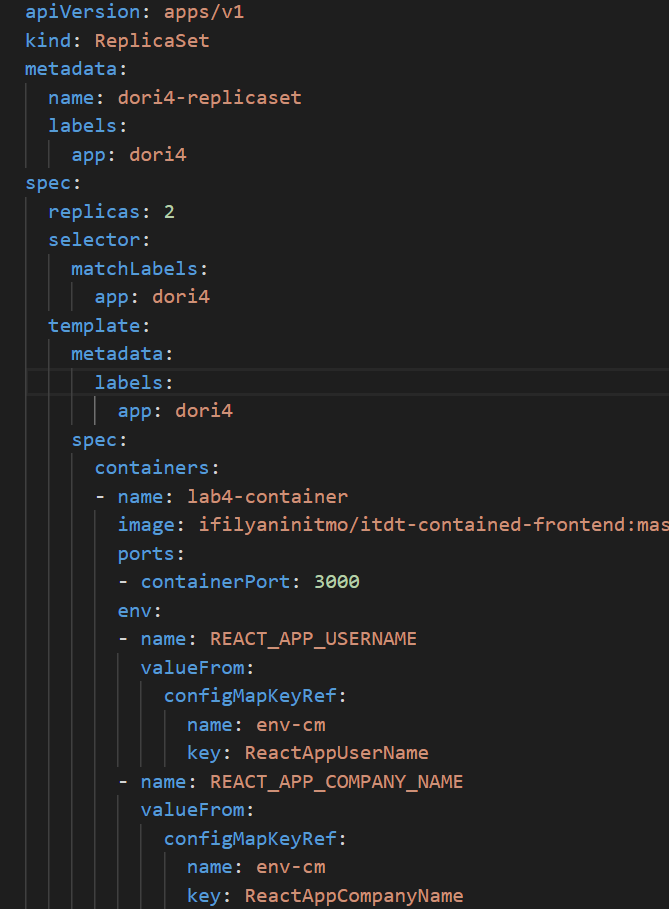 apiVersion: apps/v1
kind: ReplicaSet
metadata:
  name: dori4-replicaset
  labels:
    app: dori4
spec:
  replicas: 2
  selector:
    matchLabels:
      app: dori4
  template:
    metadata:
      labels:
        app: dori4
    spec:
      containers:
      - name: lab4-container
        image: ifilyaninitmo/itdt-contained-frontend:mas
        ports:
        - containerPort: 3000
        env:
        - name: REACT_APP_USERNAME
          valueFrom:
            configMapKeyRef:
              name: env-cm
              key: ReactAppUserName
        - name: REACT_APP_COMPANY_NAME
          valueFrom:
            configMapKeyRef:
              name: env-cm
              key: ReactAppCompanyName